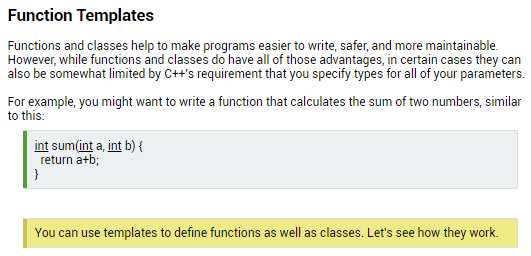 Function Templates
Functions and classes help to make programs easier to write, safer, and more maintainable.
However, while functions and classes do have all of those advantages, in certain cases they can
also be somewhat limited by C++'s requirement that you specify types for all of your parameters.
For example, you might want to write a function that calculates the sum of two numbers, similar
to this:
int sum(int a, int b) {
return a+b;
}
You can use templates to define functions as well as classes. Let's see how they work.